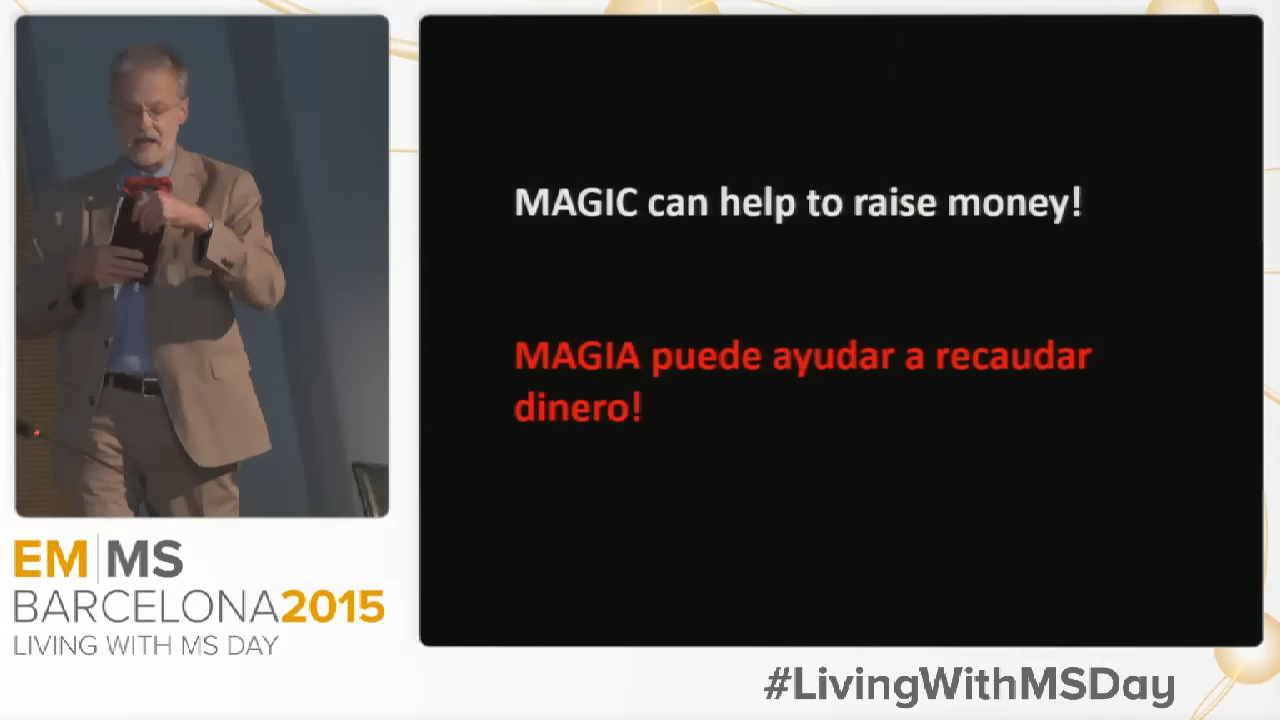 MAGIC can help to raise money!
MAGIA puede ayudar a recaudar
dinero!
EM|MS
BARCELONA2015
LIVING WITH MS DAY
#LivingWithMSDay